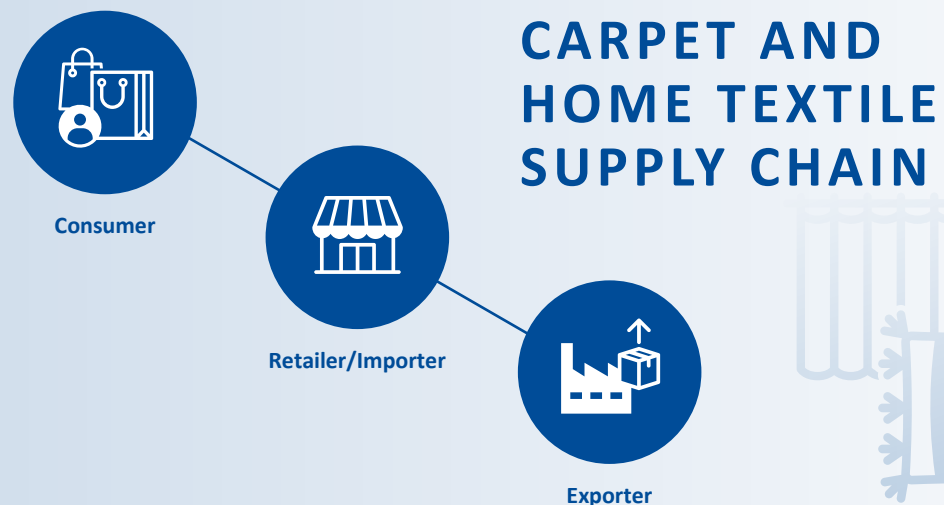 CARPET AND
HOME TEXTILE
SUPPLY CHAIN
Consumer
Retailer/Importer
Exporter